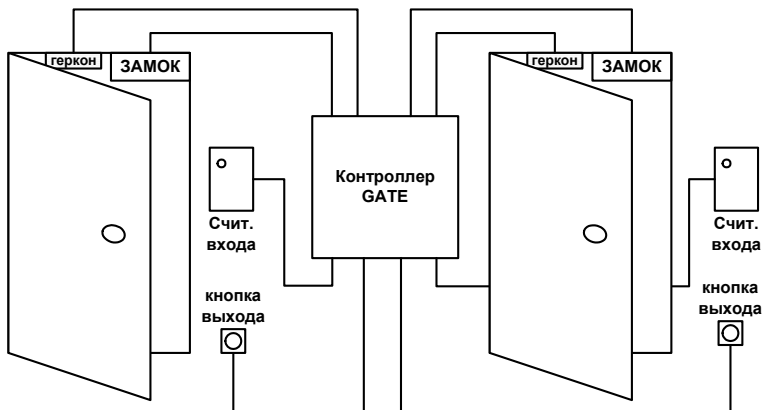 геркон
ЗАМОК
геркон
ЗАМОК
Контроллер
GATE
Счит.
входа
Счит.
входа
кнопка
выхода
кнопка
выхода